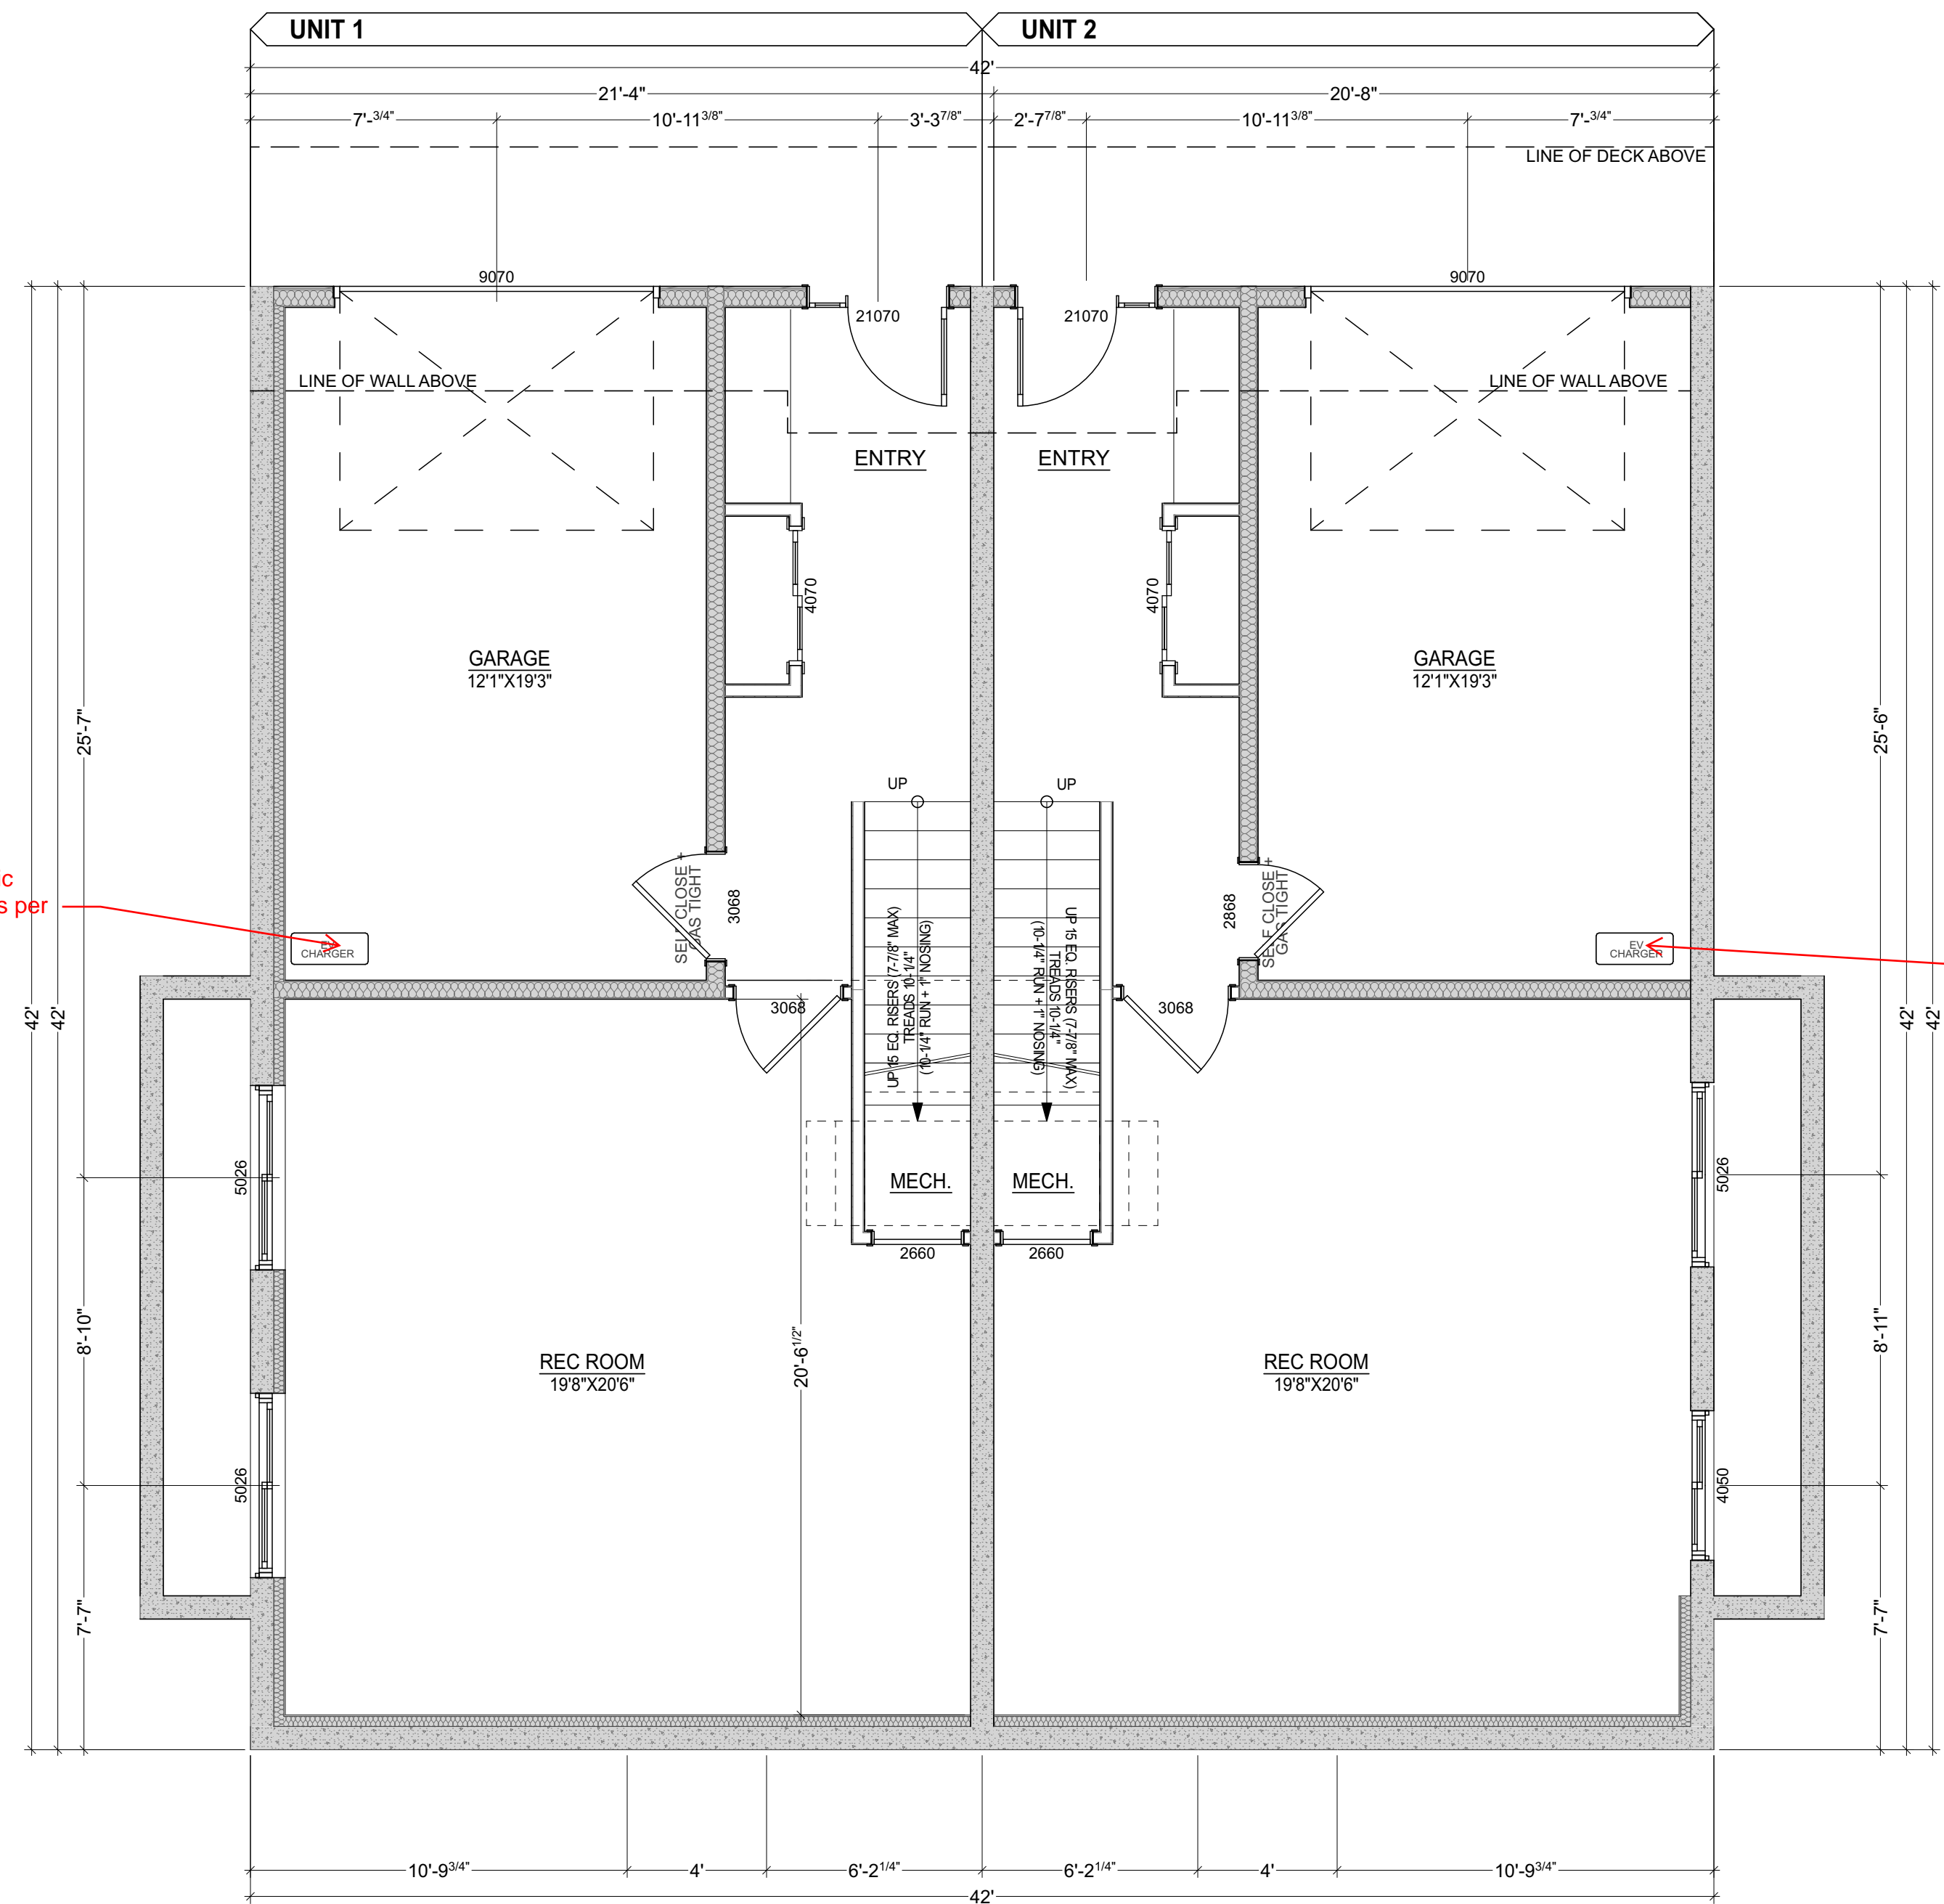 UNIT 1
UNIT 2
42'
21'-4"
20'-8"
7'-3/4"
10'-11 3/8"
3'-3 7/8"
2'-7 7/8"
10'-11 3/8"
7'-3/4"
LINE OF DECK ABOVE
9070
9070
21070
21070
LINE OF WALL ABOVE
LINE OF WALL ABOVE
ENTRY
ENTRY
4070
4070
GARAGE
12'1"X19'3"
GARAGE
12'1"X19'3"
25'-7"
25'-6"
UP
UP
ic
s per
SELF CLOSE +
GAS TIGHT
3068
2868
SELF CLOSE +
GAS TIGHT
EV
CHARGER
EV
CHARGER
UP 15 EQ. RISERS (7-7/8" MAX)
TREADS 10-1/4"
(10-1/4" RUN + 1" NOSING)
UP 15 EQ. RISERS (7-7/8" MAX)
TREADS 10-1/4"
(10-1/4" RUN + 1" NOSING)
3068
3068
42'
42'
42'
42'
5026
5026
MECH.
MECH.
2660
2660
8'-10"
8'-11"
20'-6 1/2"
REC ROOM
19'8"X20'6"
REC ROOM
19'8"X20'6"
5026
4050
7'-7"
7'-7"
10'-9 3/4"
4'
6'-2 1/4"
6'-2 1/4"
4'
10'-9 3/4"
42'